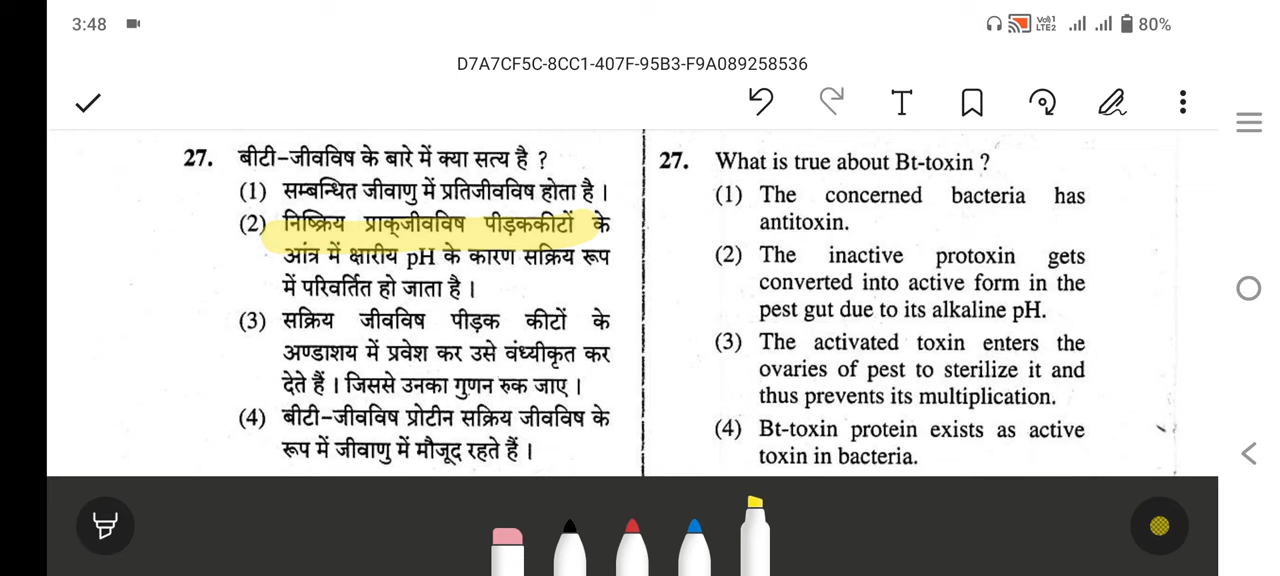 3:48
Vol)1 LTE2 80%
D7A7CF5C-8CC1-407F-95B3-F9A089258536
T
27. बीटी-जीवविष के बारे में क्या सत्य है ?
(1) सम्बन्धित जीवाणु में प्रतिजीवविष होता है।
(2) निष्क्रिय प्राक्जीवविष पीड़ककीटों के
आंत्र में क्षारीय pH के कारण सक्रिय रूप
में परिवर्तित हो जाता है।
(3) सक्रिय जीवविष पीड़क कीटों के
अण्डाशय में प्रवेश कर उसे वंध्यीकृत कर
देते हैं। जिससे उनका गुणन रुक जाए।
(4) बीटी-जीवविष प्रोटीन सक्रिय जीवविष के
रूप में जीवाणु में मौजूद रहते हैं।
27. What is true about Bt-toxin ?
(1) The concerned bacteria has
antitoxin.
(2) The inactive protoxin gets
converted into active form in the
pest gut due to its alkaline pH.
(3) The activated toxin enters the
ovaries of pest to sterilize it and
thus prevents its multiplication.
(4) Bt-toxin protein exists as active
toxin in bacteria.